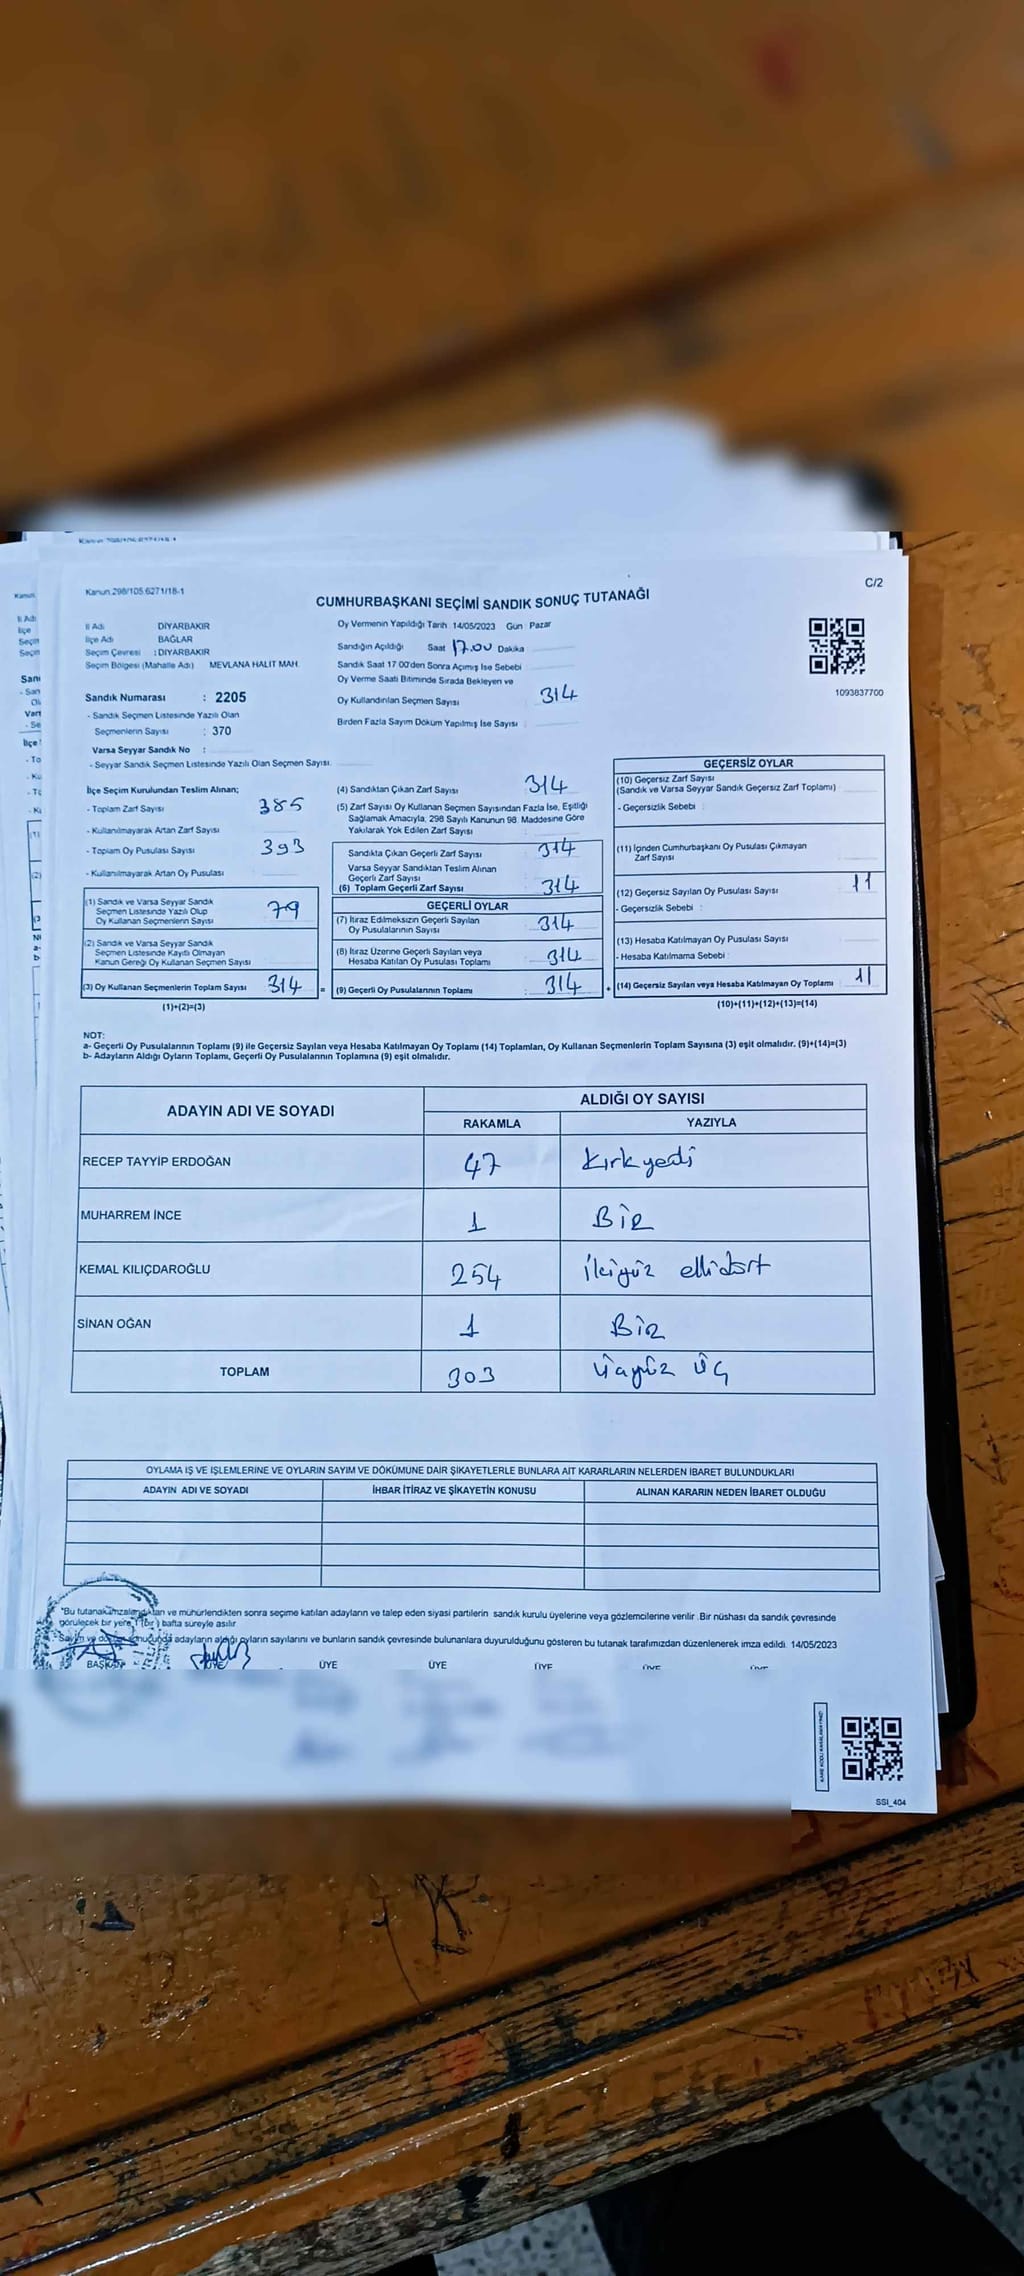 Kanun 298/105.6271/18-1
C/2
CUMHURBAŞKANI SEÇİMİ SANDIK SONUÇ TUTANAĞI
İl Adı DİYARBAKIR
İlçe Adı BAĞLAR
Seçim Çevresi : DİYARBAKIR
Seçim Bölgesi (Mahalle Adı) MEVLANA HALİT MAH.
Sandık Numarası : 2205
- Sandık Seçmen Listesinde Yazılı Olan
Seçmenlerin Sayısı : 370
Varsa Seyyar Sandık No :
- Seyyar Sandık Seçmen Listesinde Yazılı Olan Seçmen Sayısı:
Oy Vermenin Yapıldığı Tarih 14/05/2023 Gün Pazar
Sandığın Açıldığı Saat 17.00 Dakika
Sandık Saat 17 00'den Sonra Açımış İse Sebebi
Oy Verme Saati Bitiminde Sırada Bekleyen ve
Oy Kullandırılan Seçmen Sayısı 314
Birden Fazla Sayım Döküm Yapılmış İse Sayısı
1093837700
İlçe Seçim Kurulundan Teslim Alınan;
- Toplam Zarf Sayısı 385
- Kullanılmayarak Artan Zarf Sayısı
- Toplam Oy Pusulası Sayısı 393
- Kullanılmayarak Artan Oy Pusulası
(1) Sandık ve Varsa Seyyar Sandık
Seçmen Listesinde Yazılı Olup
Oy Kullanan Seçmenlerin Sayısı 79
(2) Sandık ve Varsa Seyyar Sandık
Seçmen Listesinde Kayıtlı Olmayan
Kanun Gereği Oy Kullanan Seçmen Sayısı
(3) Oy Kullanan Seçmenlerin Toplam Sayısı 314 =
(1)+(2)=(3)
(4) Sandıktan Çıkan Zarf Sayısı 314
(5) Zarf Sayısı Oy Kullanan Seçmen Sayısından Fazla İse, Eşitliği
Sağlamak Amacıyla, 298 Sayılı Kanunun 98. Maddesine Göre
Yakılarak Yok Edilen Zarf Sayısı
Sandıkta Çıkan Geçerli Zarf Sayısı 314
Varsa Seyyar Sandıktan Teslim Alınan
Geçerli Zarf Sayısı
(6) Toplam Geçerli Zarf Sayısı 314
GEÇERLİ OYLAR
(7) İtiraz Edilmeksizin Geçerli Sayılan
Oy Pusulalarının Sayısı 314
(8) İtiraz Üzerine Geçerli Sayılan veya
Hesaba Katılan Oy Pusulası Toplamı 314
(9) Geçerli Oy Pusulalarının Toplamı 314 +
GEÇERSİZ OYLAR
(10) Geçersiz Zarf Sayısı
(Sandık ve Varsa Seyyar Sandık Geçersiz Zarf Toplamı)
- Geçersizlik Sebebi :
(11) İçinden Cumhurbaşkanı Oy Pusulası Çıkmayan
Zarf Sayısı
(12) Geçersiz Sayılan Oy Pusulası Sayısı 11
- Geçersizlik Sebebi :
(13) Hesaba Katılmayan Oy Pusulası Sayısı
- Hesaba Katılmama Sebebi :
(14) Geçersiz Sayılan veya Hesaba Katılmayan Oy Toplamı 11
(10)+(11)+(12)+(13)=(14)
NOT:
a- Geçerli Oy Pusulalarının Toplamı (9) ile Geçersiz Sayılan veya Hesaba Katılmayan Oy Toplamı (14) Toplamları, Oy Kullanan Seçmenlerin Toplam Sayısına (3) eşit olmalıdır. (9)+(14)=(3)
b- Adayların Aldığı Oyların Toplamı, Geçerli Oy Pusulalarının Toplamına (9) eşit olmalıdır.
ADAYIN ADI VE SOYADI
ALDIĞI OY SAYISI
RAKAMLA YAZIYLA
RECEP TAYYİP ERDOĞAN 47 Kırkyedi
MUHARREM İNCE 1 Bir
KEMAL KILIÇDAROĞLU 254 İkiyüz ellidört
SİNAN OĞAN 1 Bir
TOPLAM 303 Üçyüz üç
OYLAMA İŞ VE İŞLEMLERİNE VE OYLARIN SAYIM VE DÖKÜMÜNE DAİR ŞİKAYETLERLE BUNLARA AİT KARARLARIN NELERDEN İBARET BULUNDUKLARI
ADAYIN ADI VE SOYADI İHBAR İTİRAZ VE ŞİKAYETİN KONUSU ALINAN KARARIN NEDEN İBARET OLDUĞU
"Bu tutanak imzalandıktan ve mühürlendikten sonra seçime katılan adayların ve talep eden siyasi partilerin sandık kurulu üyelerine veya gözlemcilerine verilir. Bir nüshası da sandık çevresinde
görülecek bir yere 1 (bir) hafta süreyle asılır
Sayım ve döküm sonucunda adayların aldığı oyların sayılarını ve bunların sandık çevresinde bulunanlara duyurulduğunu gösteren bu tutanak tarafımızdan düzenlenerek imza edildi. 14/05/2023
BAŞKAN ÜYE ÜYE ÜYE ÜYE ÜYE ÜYE
SSI_404